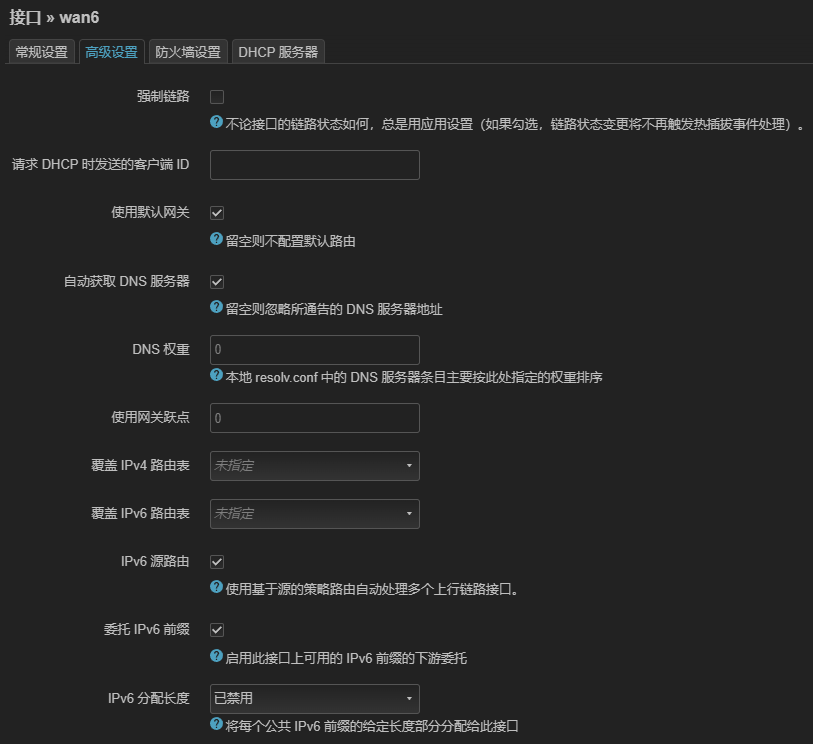 接口 » wan6
常规设置 高级设置 防火墙设置 DHCP 服务器
强制链路
不论接口的链路状态如何，总是用应用设置（如果勾选，链路状态变更将不再触发热插拔事件处理）。
请求 DHCP 时发送的客户端 ID
使用默认网关
留空则不配置默认路由
自动获取 DNS 服务器
留空则忽略所通告的 DNS 服务器地址
DNS 权重 0
本地 resolv.conf 中的 DNS 服务器条目主要按此处指定的权重排序
使用网关跃点 0
覆盖 IPv4 路由表 未指定
覆盖 IPv6 路由表 未指定
IPv6 源路由
使用基于源的策略路由自动处理多个上行链路接口。
委托 IPv6 前缀
启用此接口上可用的 IPv6 前缀的下游委托
IPv6 分配长度 已禁用
将每个公共 IPv6 前缀的给定长度部分分配给此接口